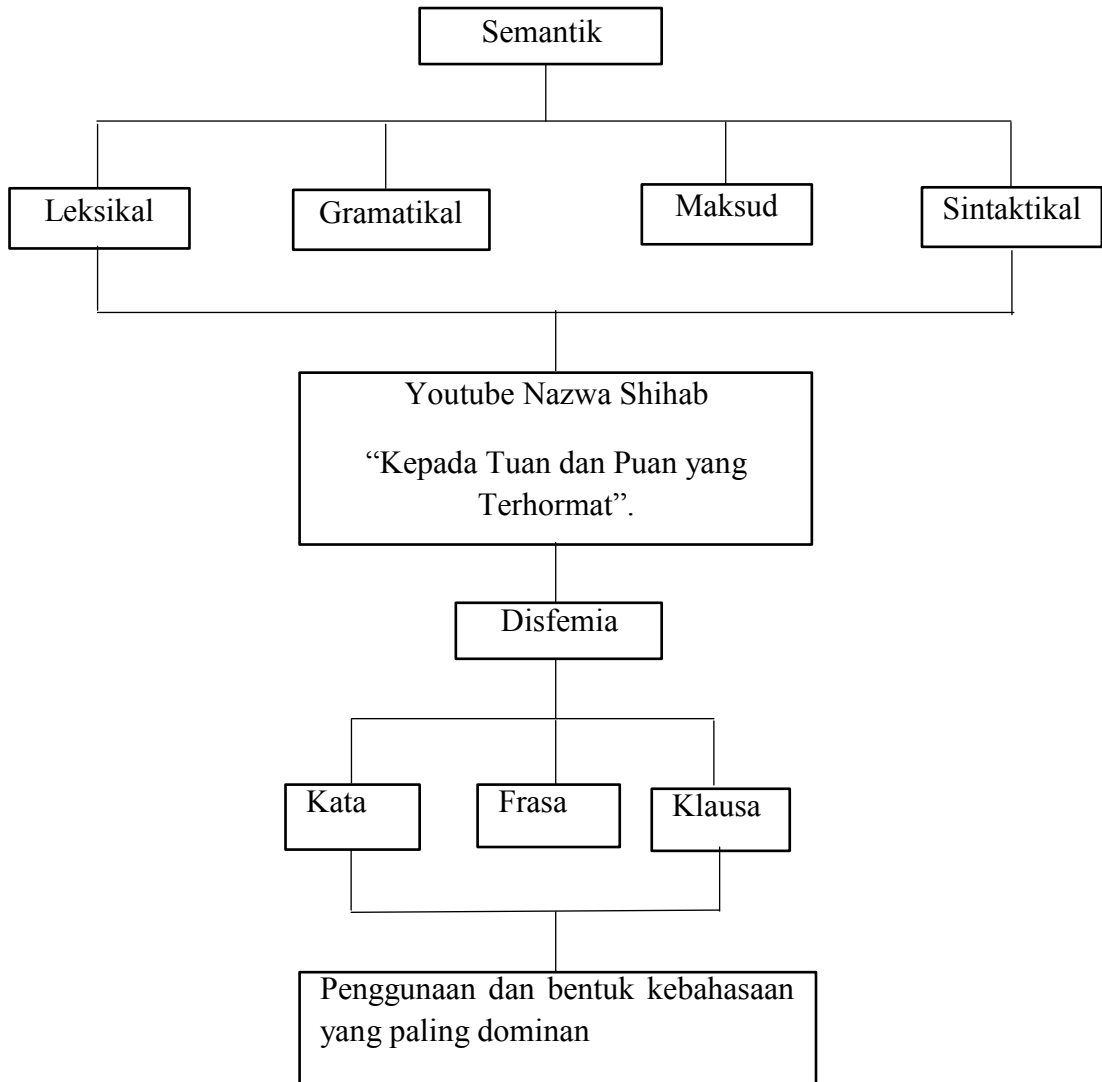 Semantik
Leksikal
Gramatikal
Maksud
Sintaktikal
Youtube Nazwa Shihab
“Kepada Tuan dan Puan yang
Terhormat”.
Disfemia
Kata
Frasa
Klausa
Penggunaan dan bentuk kebahasaan
yang paling dominan